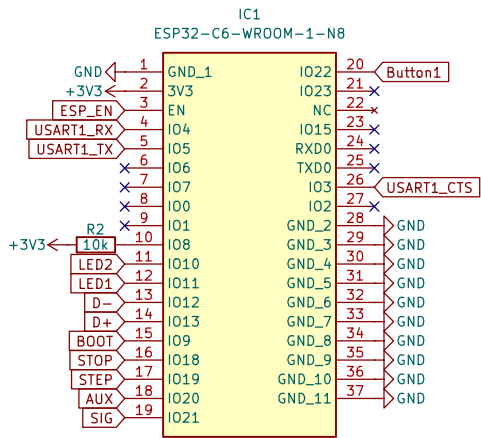 IC1
ESP32-C6-WROOM-1-N8
GND 1 GND_1 IO22 20 Button1
+3V3 2 3V3 IO23 21
ESP_EN 3 EN NC 22
USART1_RX 4 IO4 IO15 23
USART1_TX 5 IO5 RXD0 24
6 IO6 TXD0 25
7 IO7 IO3 26 USART1_CTS
8 IO0 IO2 27
9 IO1 GND_2 28 GND
R2
+3V3 10k 10 IO8 GND_3 29 GND
LED2 11 IO10 GND_4 30 GND
LED1 12 IO11 GND_5 31 GND
D- 13 IO12 GND_6 32 GND
D+ 14 IO13 GND_7 33 GND
BOOT 15 IO9 GND_8 34 GND
STOP 16 IO18 GND_9 35 GND
STEP 17 IO19 GND_10 36 GND
AUX 18 IO20 GND_11 37 GND
SIG 19 IO21